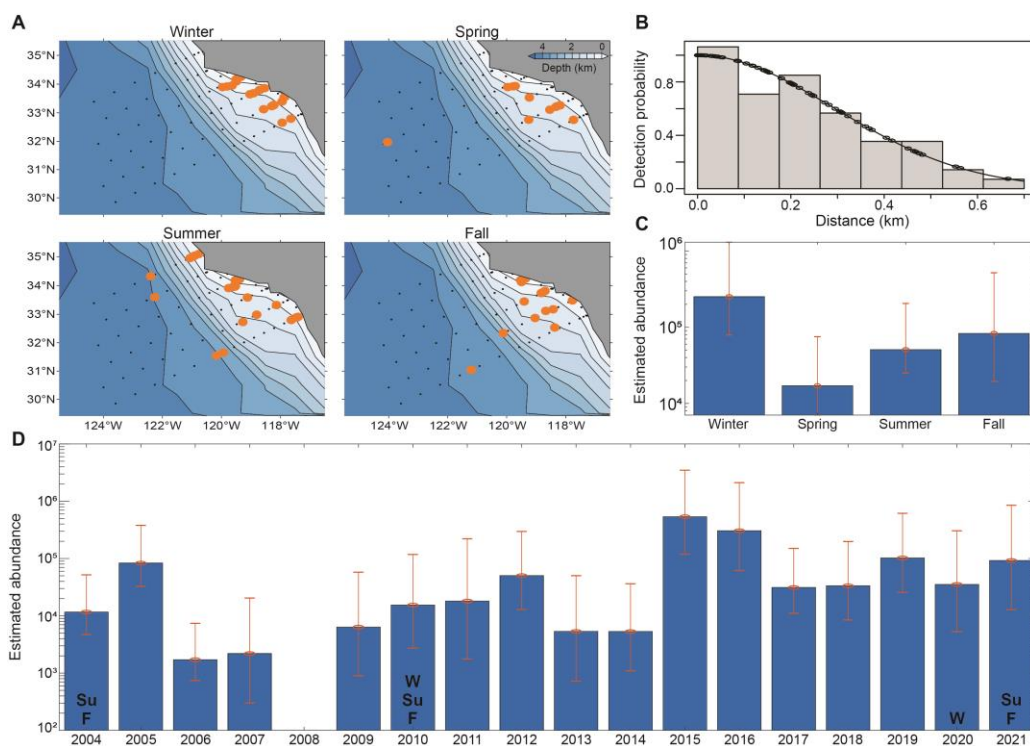 A
Winter
Spring
35°N
34°N
33°N
32°N
31°N
30°N
4 2 0
Depth (km)
Summer
Fall
35°N
34°N
33°N
32°N
31°N
30°N
124°W 122°W 120°W 118°W
124°W 122°W 120°W 118°W
B
Detection probability
0.8
0.4
0.0
0.0 0.2 0.4 0.6
Distance (km)
C
Estimated abundance
10⁶
10⁵
10⁴
Winter Spring Summer Fall
D
Estimated abundance
10⁷
10⁶
10⁵
10⁴
10³
10²
Su
F
W
Su
F
W
Su
F
2004 2005 2006 2007 2008 2009 2010 2011 2012 2013 2014 2015 2016 2017 2018 2019 2020 2021